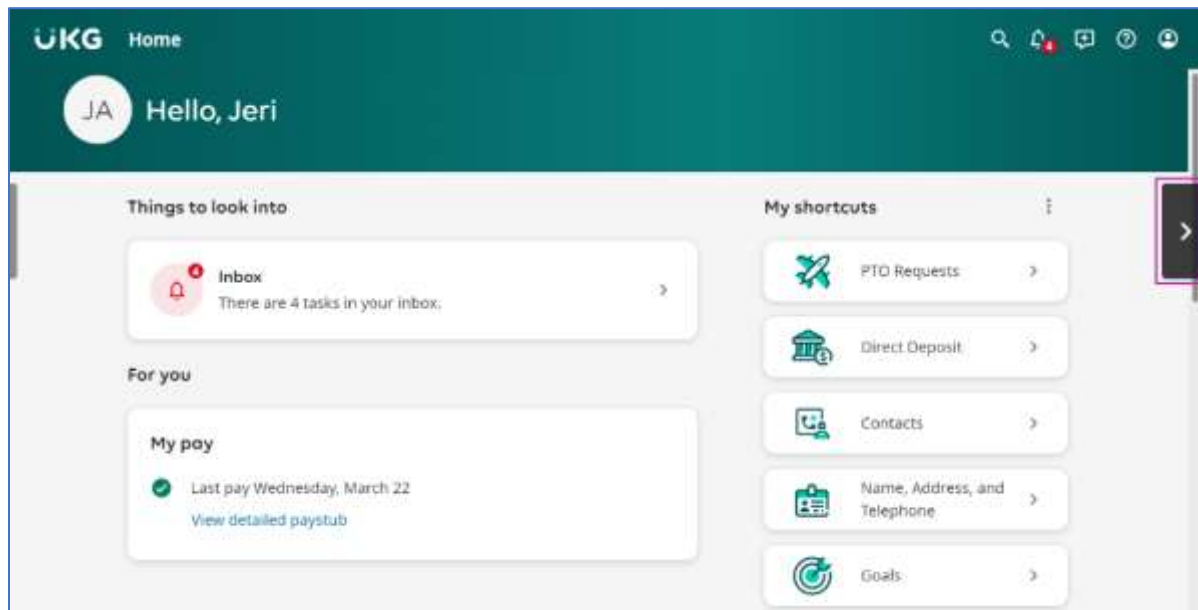 UKG Home
4
JA Hello, Jeri
Things to look into
4
Inbox
There are 4 tasks in your inbox.
For you
My pay
Last pay Wednesday, March 22
View detailed paystub
My shortcuts
PTO Requests
Direct Deposit
Contacts
Name, Address, and
Telephone
Goals